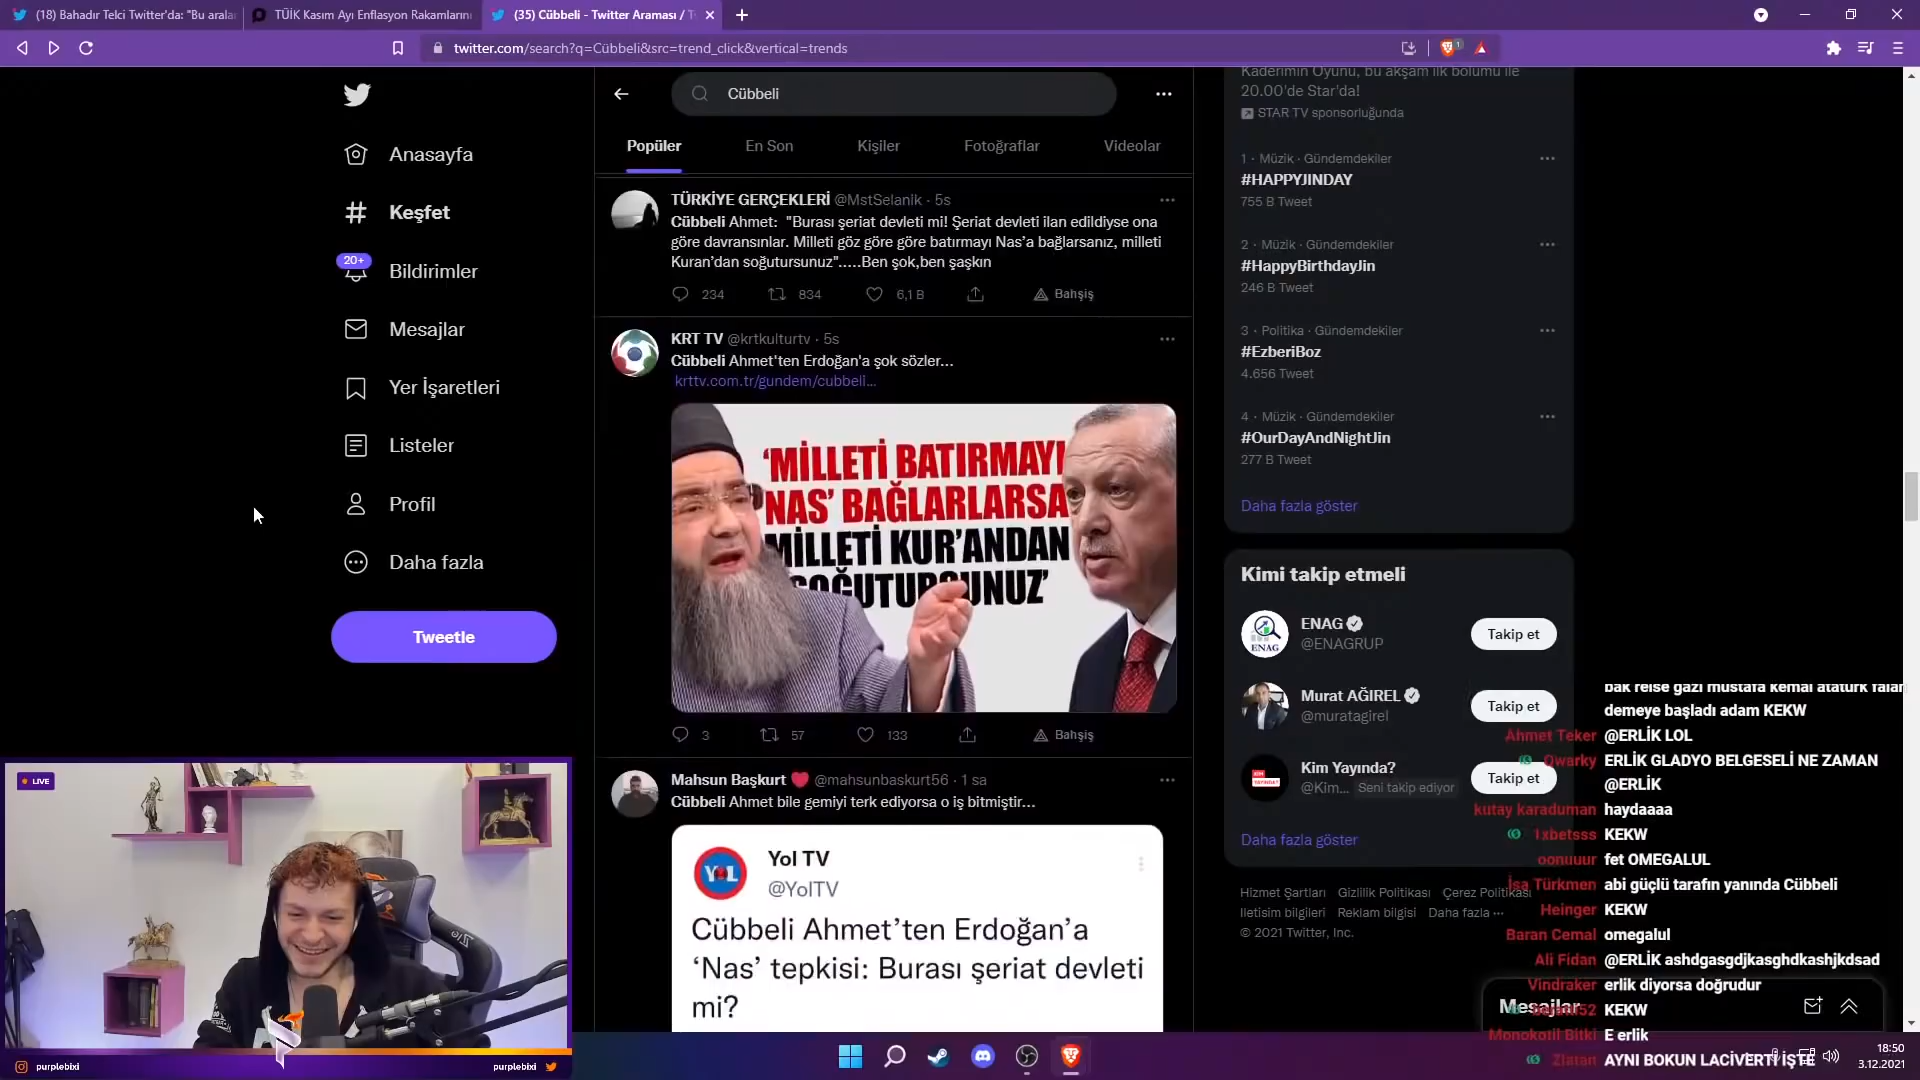 (18) Bahadır Telci Twitter'da: "Bu arala
TÜİK Kasım Ayı Enflasyon Rakamlarını
(35) Cübbeli - Twitter Araması / T
twitter.com/search?q=Cübbeli&src=trend_click&vertical=trends
Anasayfa
Keşfet
20+
Bildirimler
Mesajlar
Yer İşaretleri
Listeler
Profil
Daha fazla
Tweetle
Cübbeli
Popüler
En Son
Kişiler
Fotoğraflar
Videolar
TÜRKİYE GERÇEKLERİ @MstSelanik · 5s
Cübbeli Ahmet: "Burası şeriat devleti mi! Şeriat devleti ilan edildiyse ona
göre davransınlar. Milleti göz göre göre batırmayı Nas'a bağlarsanız, milleti
Kuran'dan soğutursunuz".....Ben şok,ben şaşkın
234
834
6,1 B
Bahşiş
KRT TV @krtkulturtv · 5s
Cübbeli Ahmet'ten Erdoğan'a şok sözler...
krttv.com.tr/gundem/cubbeli...
'MİLLETİ BATIRMAYI
NAS' BAĞLARLARSA
MİLLETİ KUR'ANDAN
SOĞUTURSUNUZ'
3
57
133
Bahşiş
Mahsun Başkurt @mahsunbaskurt56 · 1 sa
Cübbeli Ahmet bile gemiyi terk ediyorsa o iş bitmiştir...
YOL
Yol TV
@YolTV
Cübbeli Ahmet'ten Erdoğan'a
'Nas' tepkisi: Burası şeriat devleti
mi?
Kaderimin Oyunu, bu akşam ilk bölümü ile
20.00'de Star'da!
STAR TV sponsorluğunda
1 · Müzik · Gündemdekiler
#HAPPYJINDAY
755 B Tweet
2 · Müzik · Gündemdekiler
#HappyBirthdayJin
246 B Tweet
3 · Politika · Gündemdekiler
#EzberiBoz
4.656 Tweet
4 · Müzik · Gündemdekiler
#OurDayAndNightJin
277 B Tweet
Daha fazla göster
Kimi takip etmeli
ENAG
ENAG
@ENAGRUP
Takip et
Murat AĞIREL
@muratagirel
Takip et
Kim Yayında?
@Kim... Seni takip ediyor
Takip et
Daha fazla göster
Hizmet Şartları Gizlilik Politikası Çerez Politikası
İletişim bilgileri Reklam bilgisi Daha fazla ···
© 2021 Twitter, Inc.
Mesajlar
bak reise gazi mustafa kemal atatürk falan
demeye başladı adam KEKW
Ahmet Teker @ERLİK LOL
Qwarky ERLİK GLADYO BELGESELİ NE ZAMAN
@ERLİK
kutay karaduman haydaaaa
1xbetsss KEKW
oonuuur fet OMEGALUL
İsa Türkmen abi güçlü tarafın yanında Cübbeli
Heinger KEKW
Baran Cemal omegalul
Ali Fidan @ERLİK ashdgasgdjkasghdkashjkdsad
Vindraker erlik diyorsa doğrudur
KEKW
Monokotil Bitki E erlik
Zlatan AYNI BOKUN LACİVERTİ İŞTE
LIVE
purplebixi
purplebixi
18:50
3.12.2021